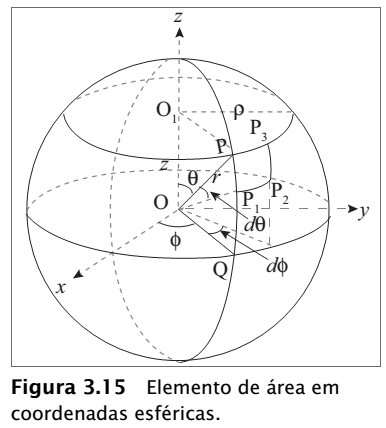 z
O₁
ρ
P₃
P
z
θ
r
P₂
P₁
O
y
dθ
ϕ
dϕ
Q
x
Figura 3.15 Elemento de área em
coordenadas esféricas.